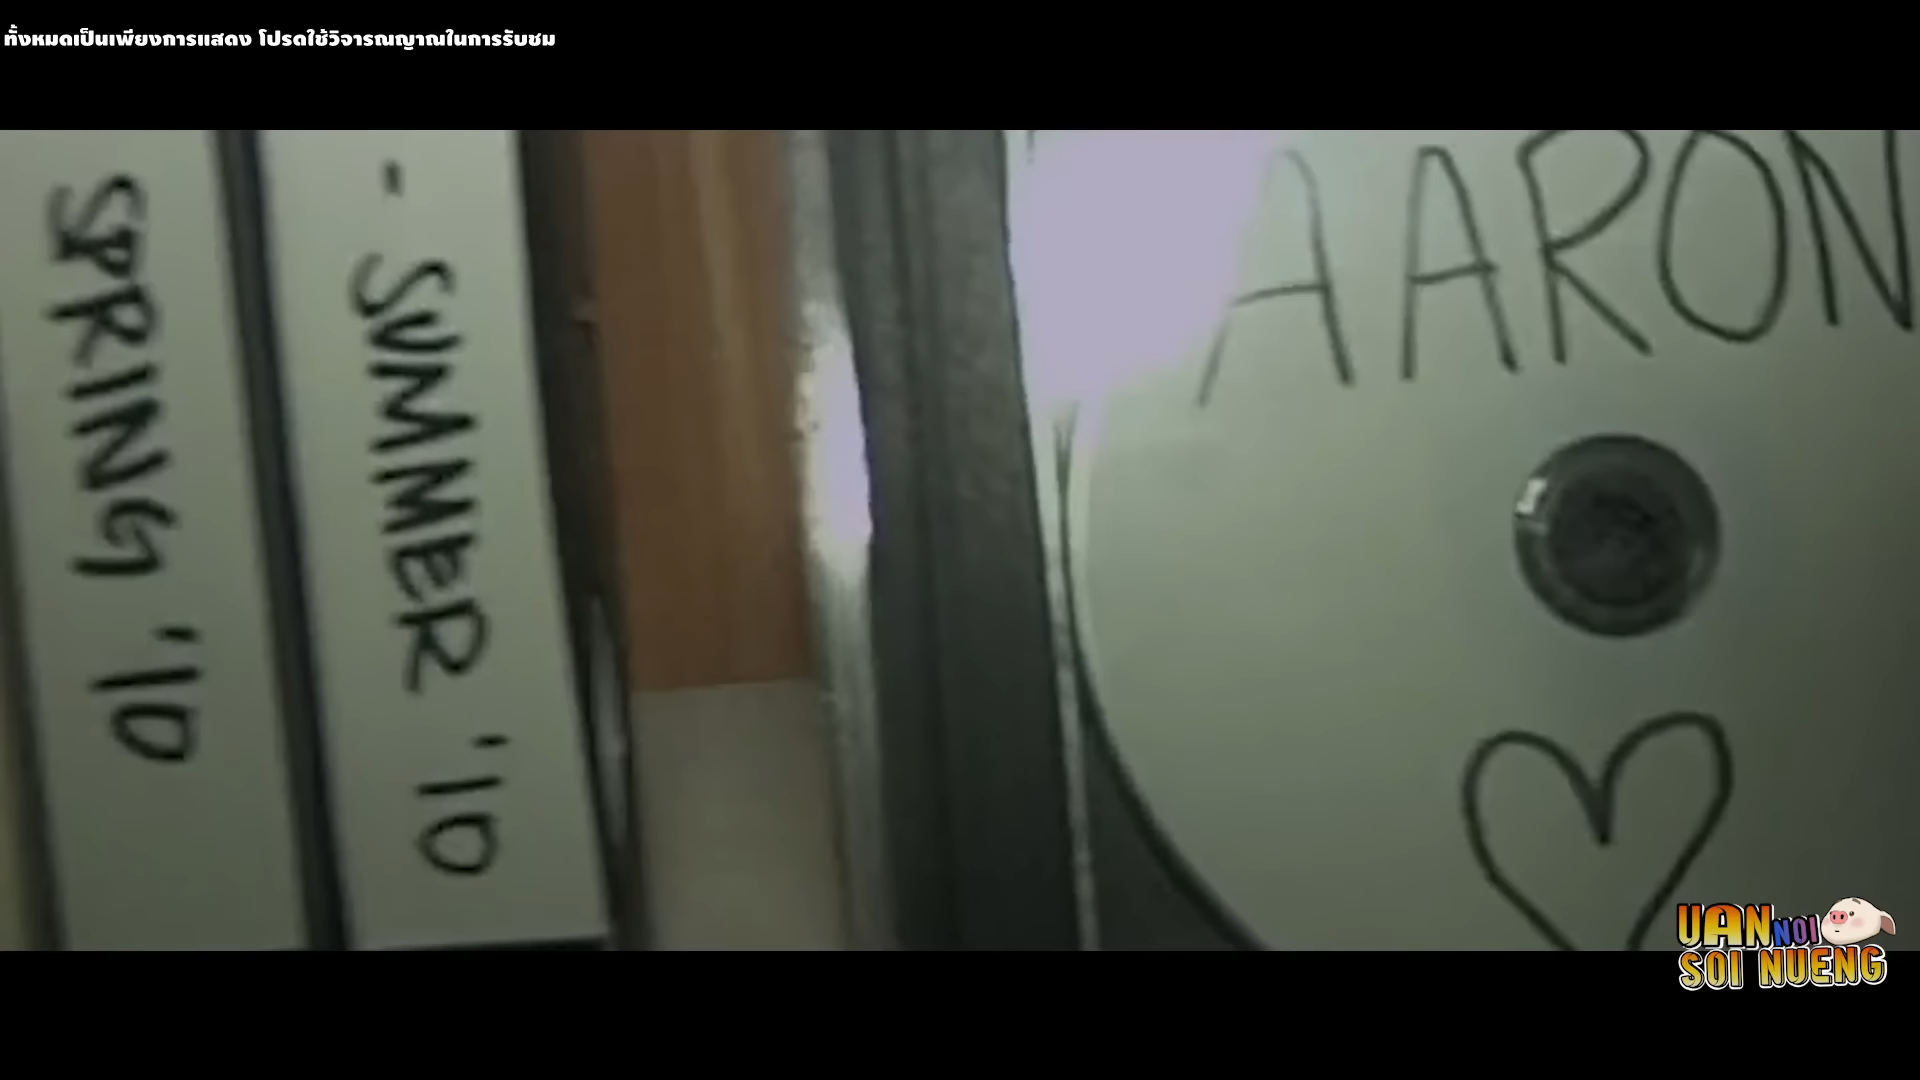 ทั้งหมดเป็นเพียงการแสดง โปรดใช้วิจารณญาณในการรับชม
SPRING '10
- SUMMER '10
AARON
UAN NOI
SOI NUENG